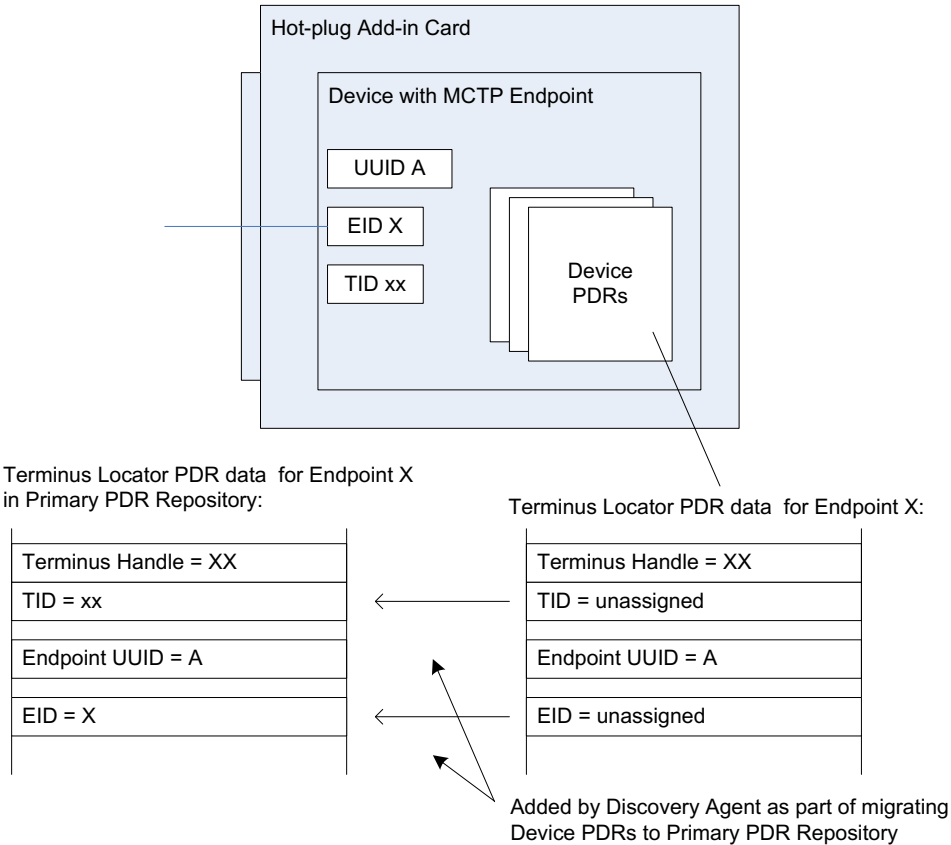 Hot-plug Add-in Card
Device with MCTP Endpoint
UUID A
EID X
TID xx
Device
PDRs
Terminus Locator PDR data for Endpoint X
in Primary PDR Repository:
Terminus Handle = XX
TID = xx
Endpoint UUID = A
EID = X
Terminus Locator PDR data for Endpoint X:
Terminus Handle = XX
TID = unassigned
Endpoint UUID = A
EID = unassigned
Added by Discovery Agent as part of migrating
Device PDRs to Primary PDR Repository